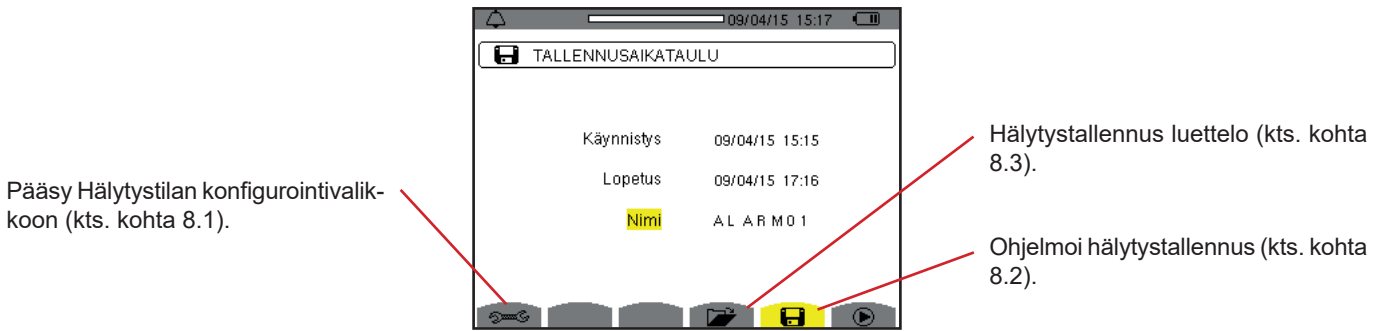 09/04/15 15:17
TALLENNUSAIKATAULU
Käynnistys 09/04/15 15:15
Lopetus 09/04/15 17:16
Nimi ALARM01
Pääsy Hälytystilan konfigurointivalik-
koon (kts. kohta 8.1).
Hälytystallennus luettelo (kts. kohta
8.3).
Ohjelmoi hälytystallennus (kts. kohta
8.2).